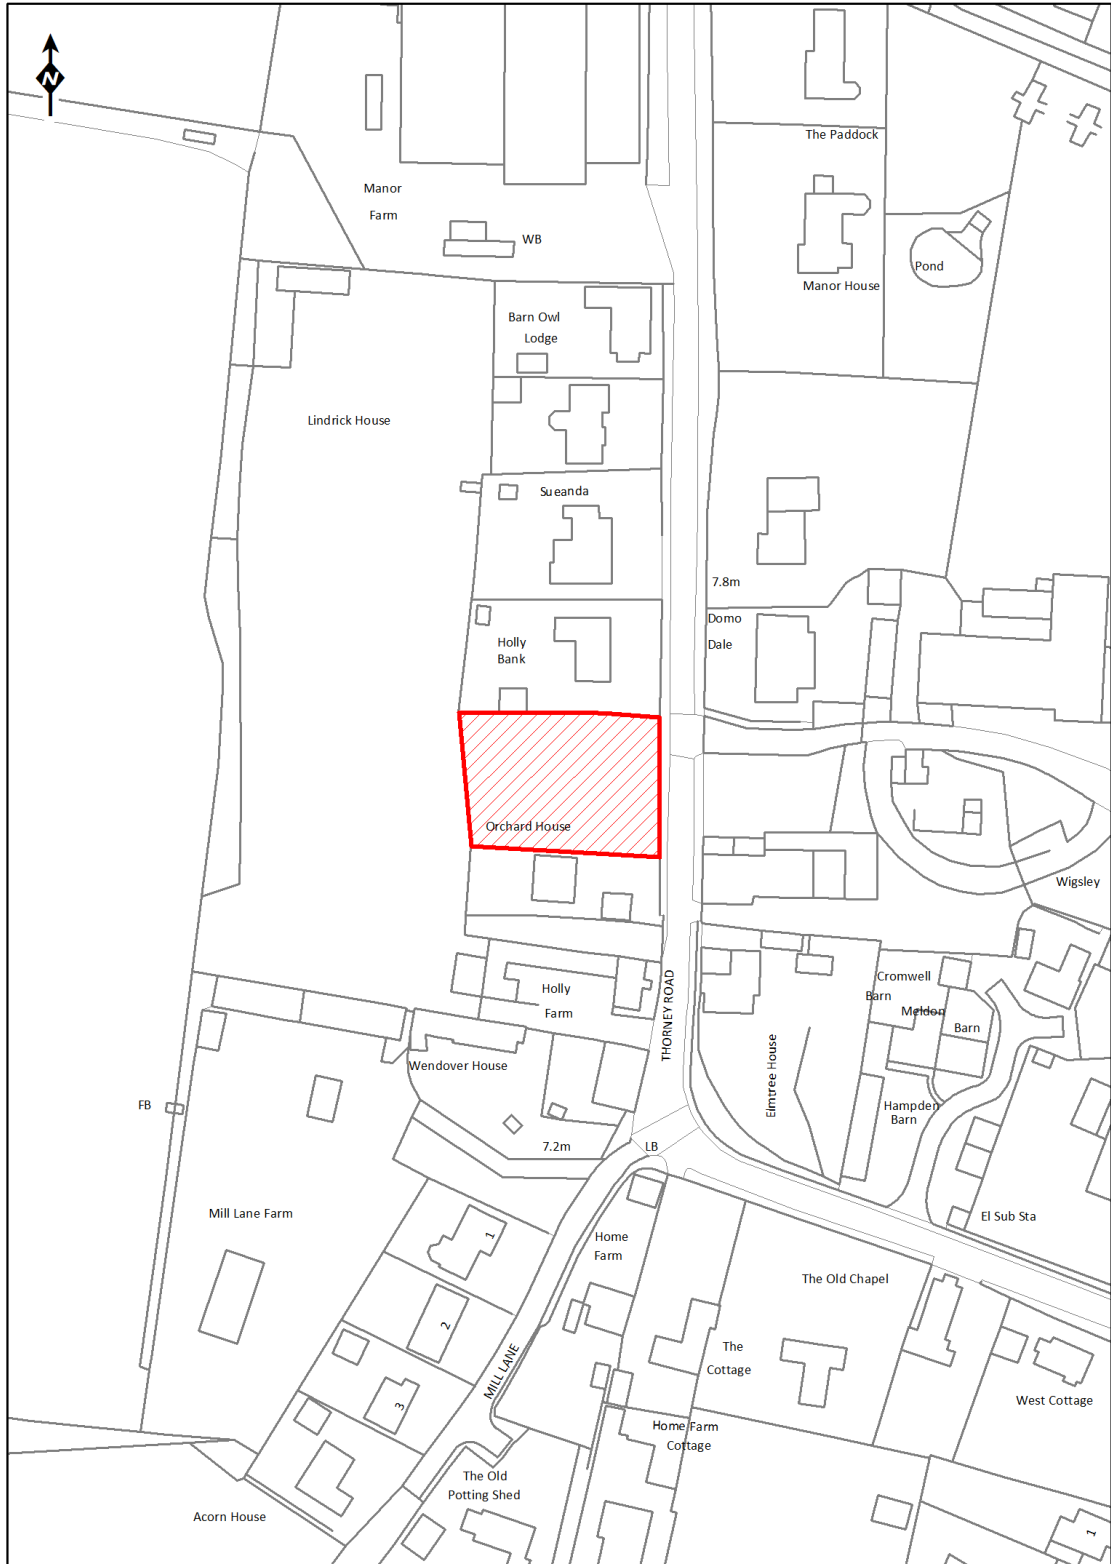 N
The Paddock
Manor
Farm
WB
Pond
Manor House
Barn Owl
Lodge
Lindrick House
Sueanda
7.8m
Domo
Dale
Holly
Bank
Orchard House
Wigsley
Holly
Farm
THORNEY ROAD
Cromwell
Barn
Meldon
Barn
Wendover House
Elmtree House
Hampden
Barn
FB
7.2m
LB
Mill Lane Farm
El Sub Sta
1
Home
Farm
The Old Chapel
2
The
Cottage
MILL LANE
3
West Cottage
Home Farm
Cottage
The Old
Potting Shed
Acorn House
1